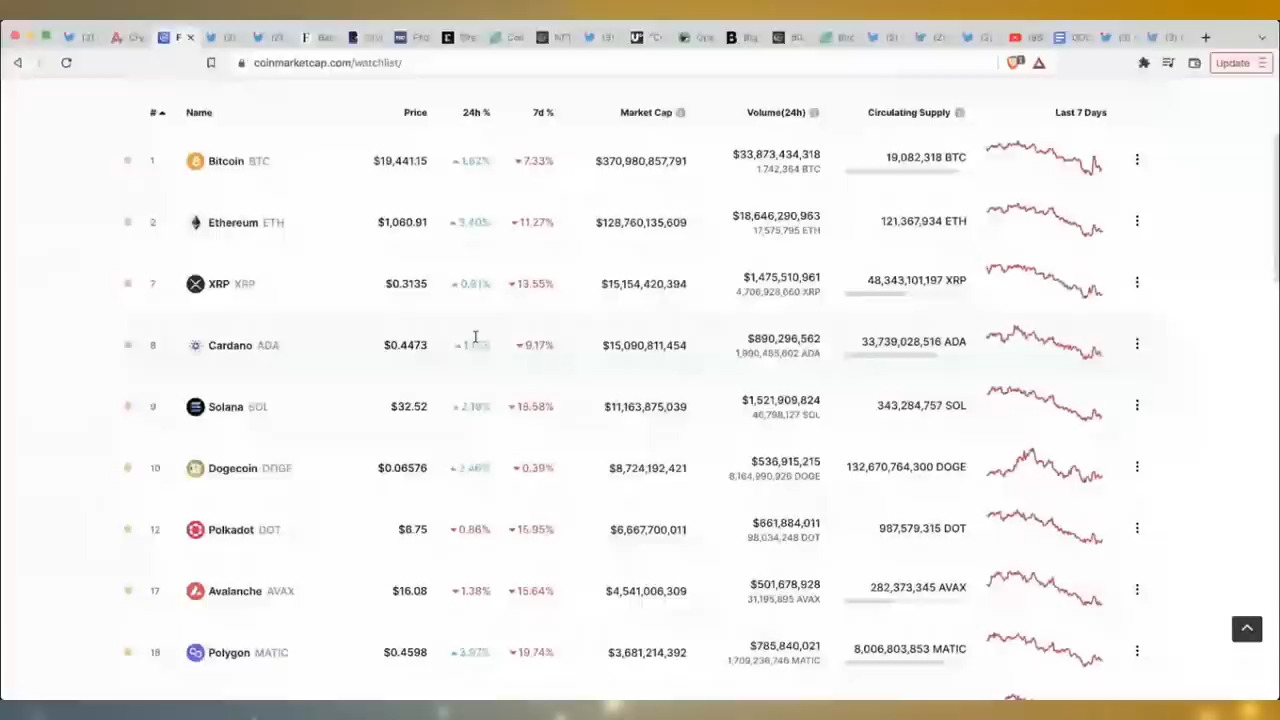 coinmarketcap.com/watchlist/
Update
# Name Price 24h % 7d % Market Cap Volume(24h) Circulating Supply Last 7 Days
1 Bitcoin BTC $19,441.15 1.62% 7.33% $370,980,857,791 $33,873,434,318 19,082,318 BTC
1,742,364 BTC
2 Ethereum ETH $1,060.91 3.40% 11.27% $128,760,135,609 $18,646,290,963 121,367,934 ETH
17,575,795 ETH
7 XRP XRP $0.3135 0.81% 13.55% $15,154,420,394 $1,475,510,961 48,343,101,197 XRP
4,706,928,660 XRP
8 Cardano ADA $0.4473 9.17% $15,090,811,454 $890,296,562 33,739,028,516 ADA
ADA
9 Solana SOL $32.52 2.18% 16.58% $11,163,875,039 $1,521,909,824 343,284,757 SOL
46,798,127 SOL
10 Dogecoin DOGE $0.06576 0.39% $8,724,192,421 $536,915,215 132,670,764,300 DOGE
8,164,990,926 DOGE
12 Polkadot DOT $6.75 0.86% 15.95% $6,667,700,011 $661,884,011 987,579,315 DOT
98,034,248 DOT
17 Avalanche AVAX $16.08 1.38% 15.64% $4,541,006,309 $501,678,928 282,373,345 AVAX
31,195,895 AVAX
18 Polygon MATIC $0.4598 3.97% 19.74% $3,681,214,392 $785,840,021 8,006,803,853 MATIC
1,709,236,746 MATIC